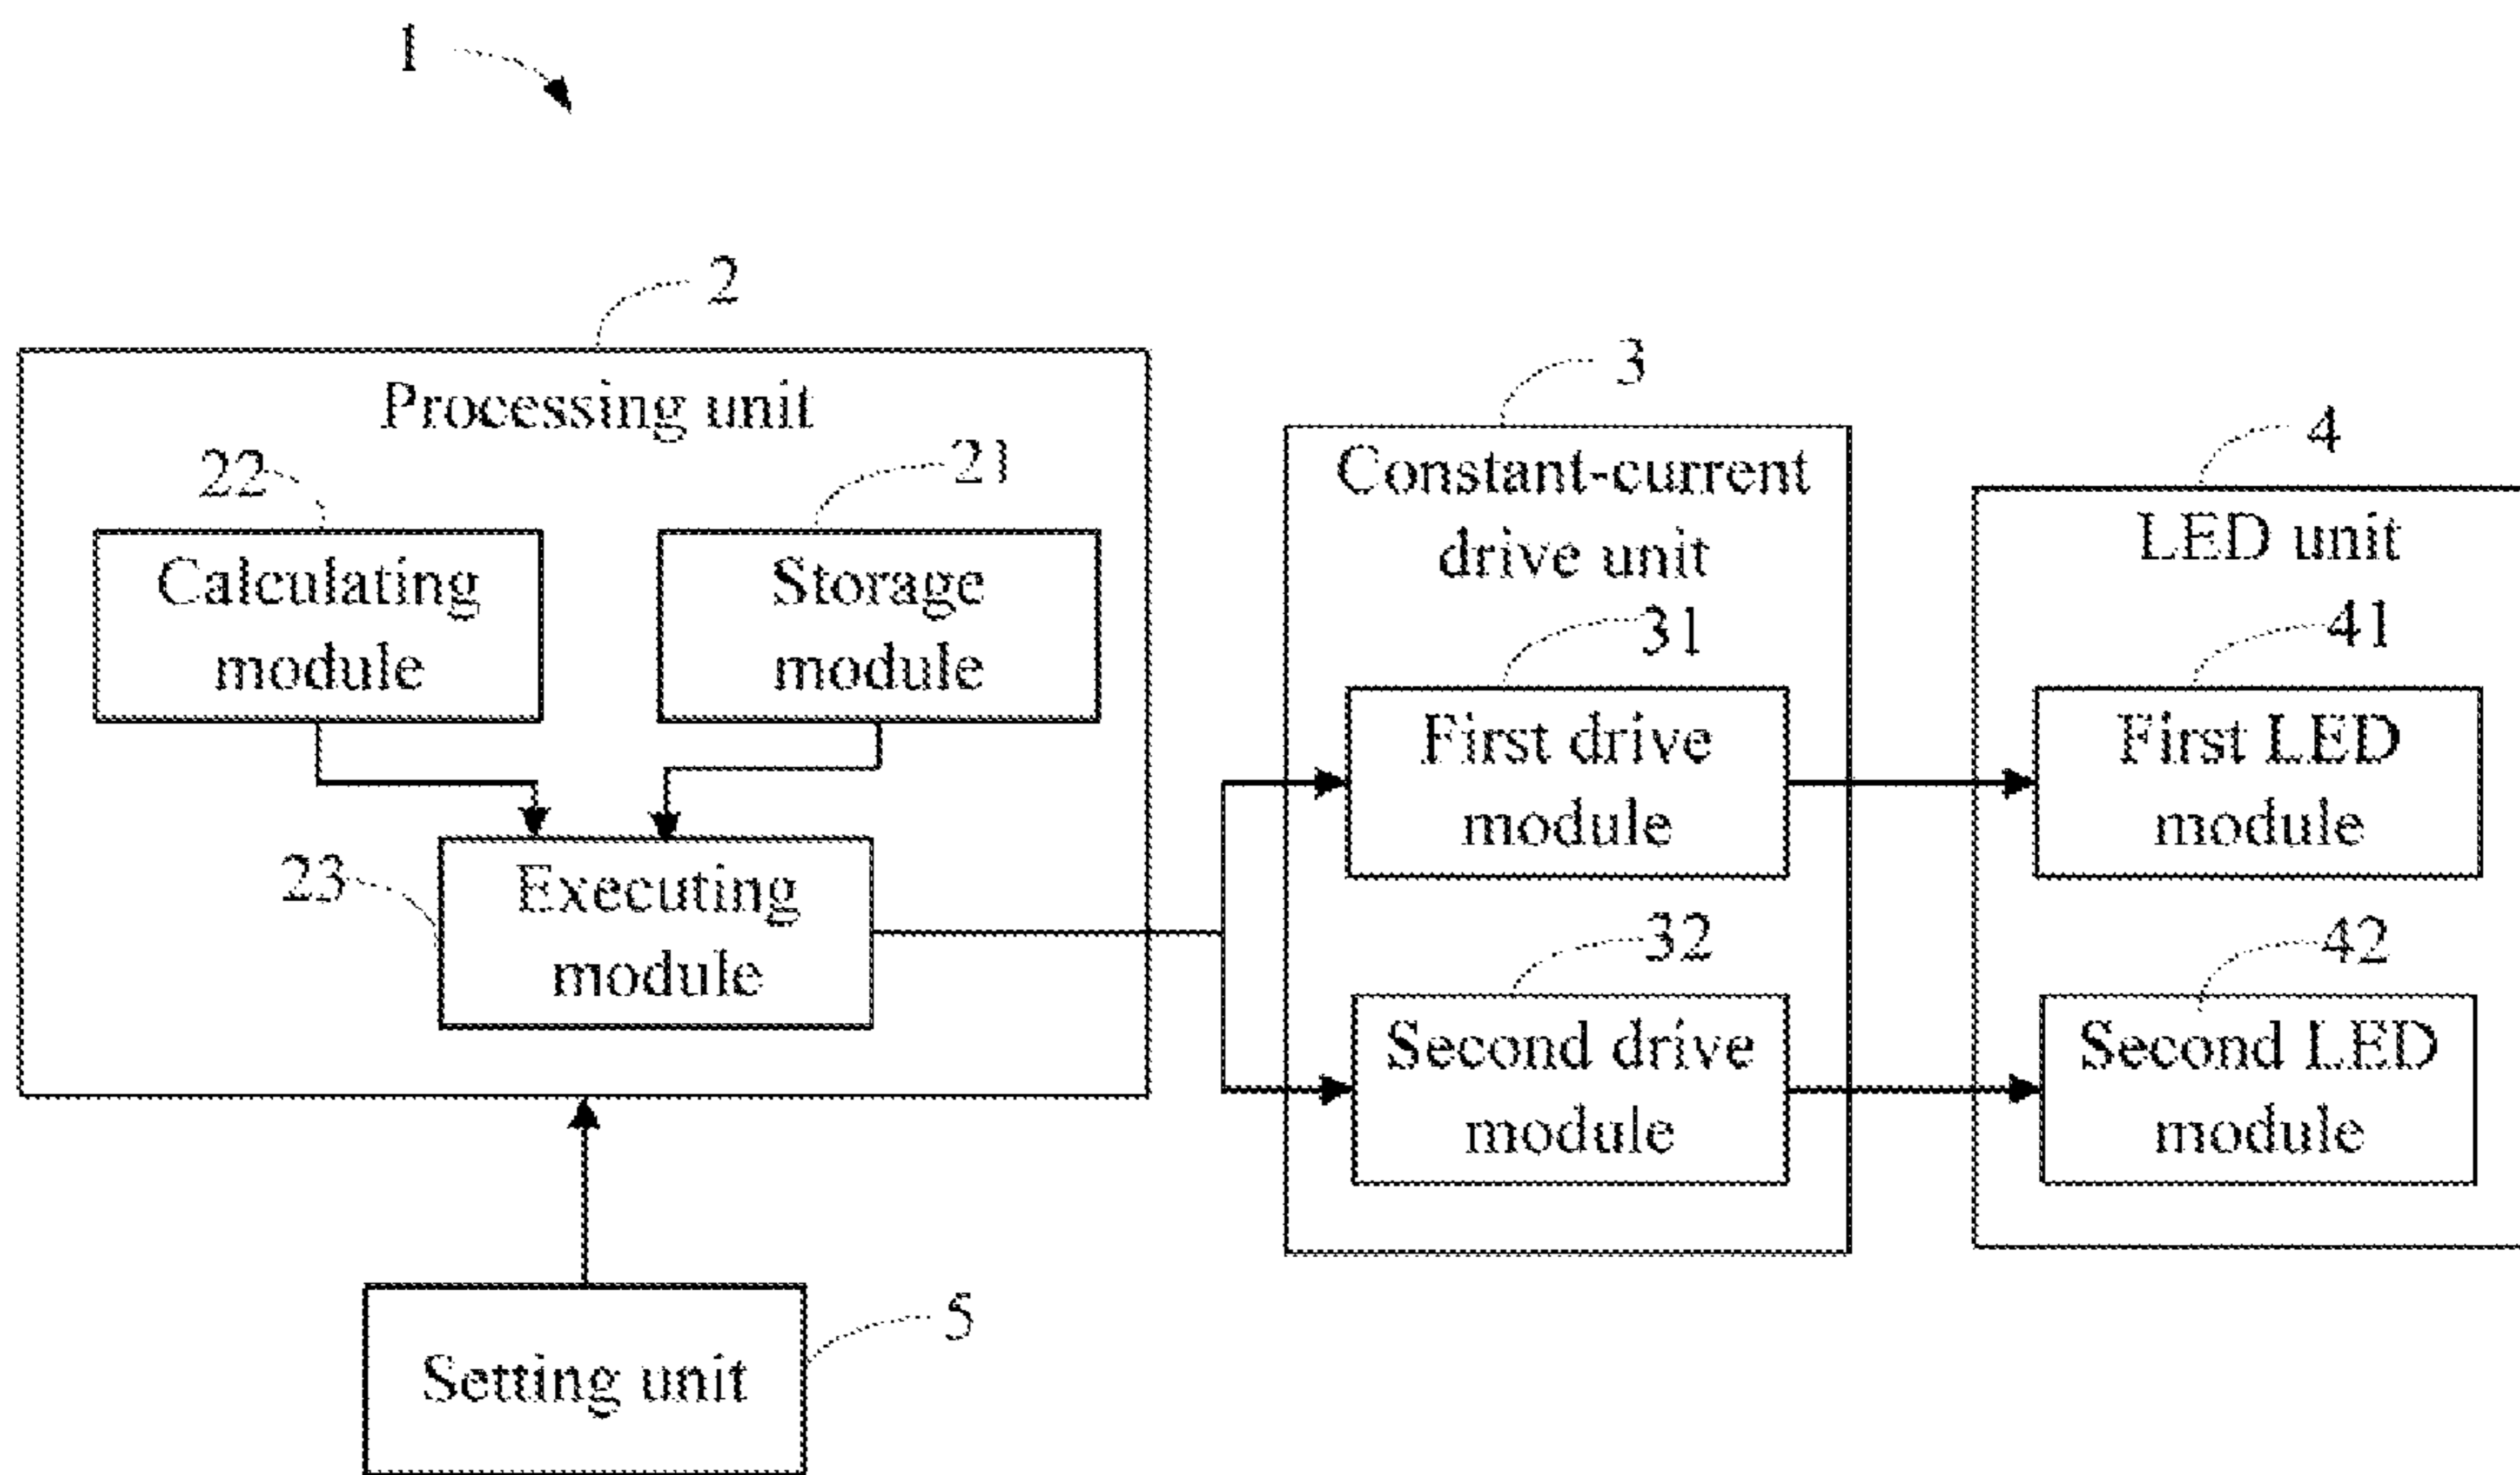 1
2
Processing unit
22
21
Calculating
module
Storage
module
23
Executing
module
3
Constant-current
drive unit
31
First drive
module
32
Second drive
module
4
LED unit
41
First LED
module
42
Second LED
module
5
Setting unit